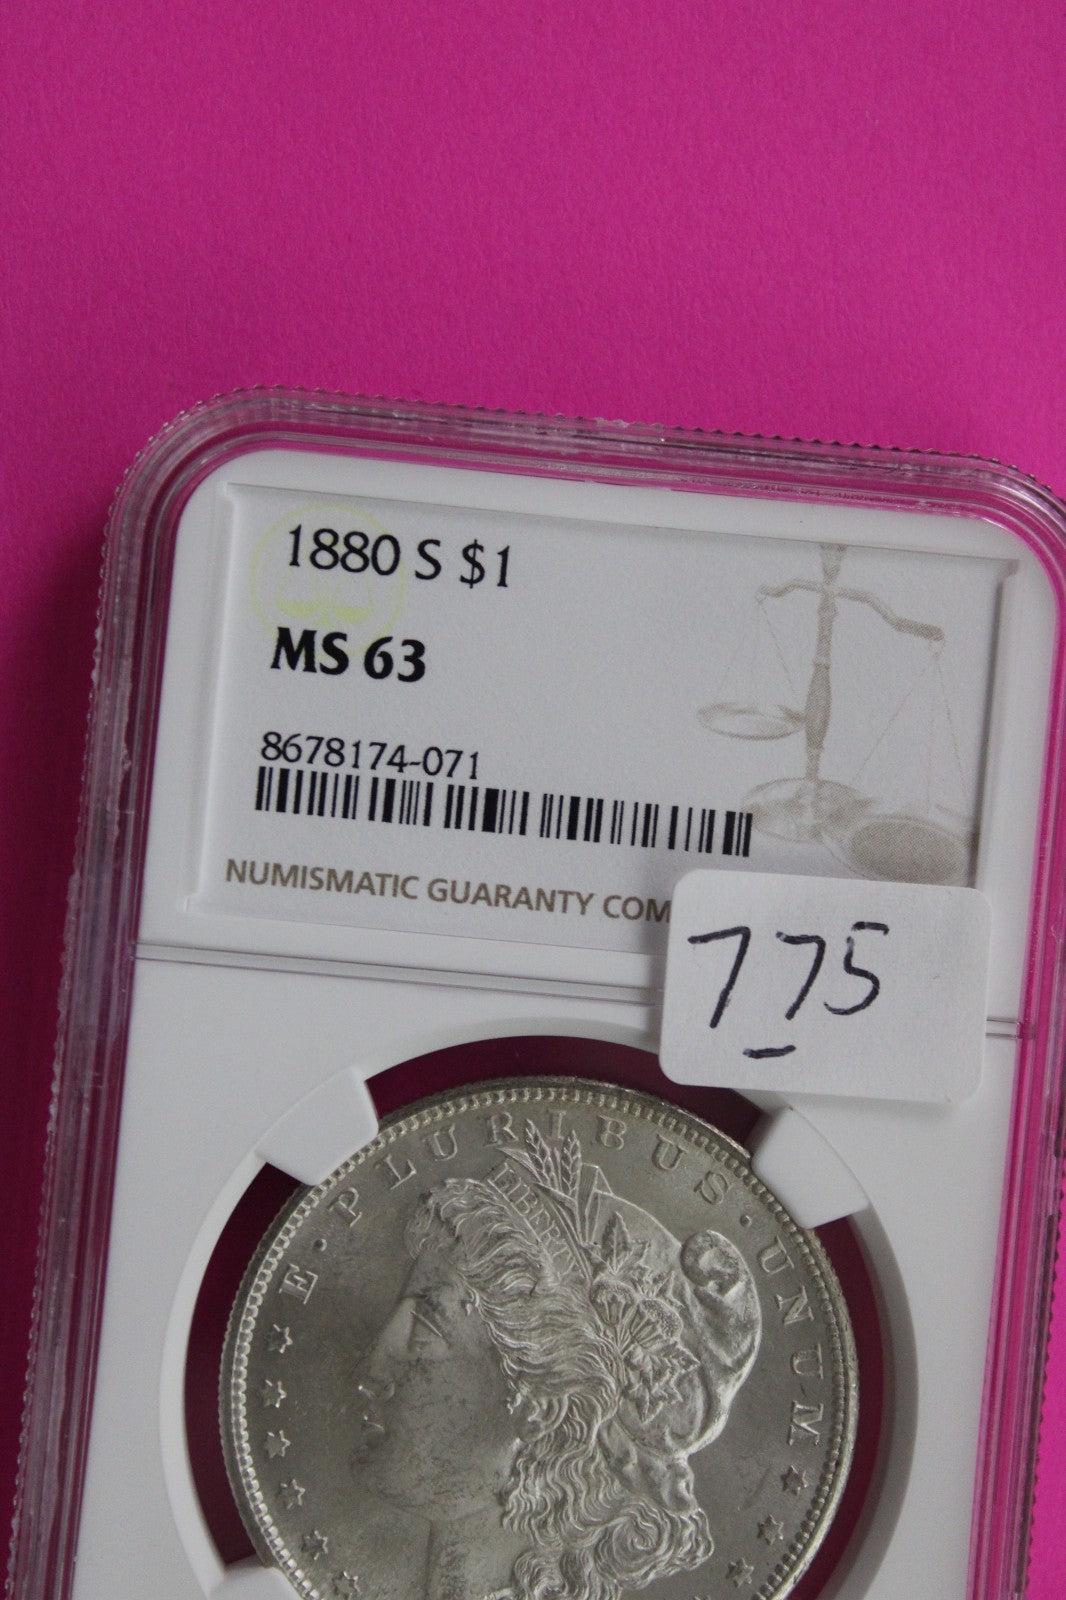 1880 S $1
MS 63
8678174-071
NUMISMATIC GUARANTY COM
775
E · PLURIBUS · UNUM
LIBERTY